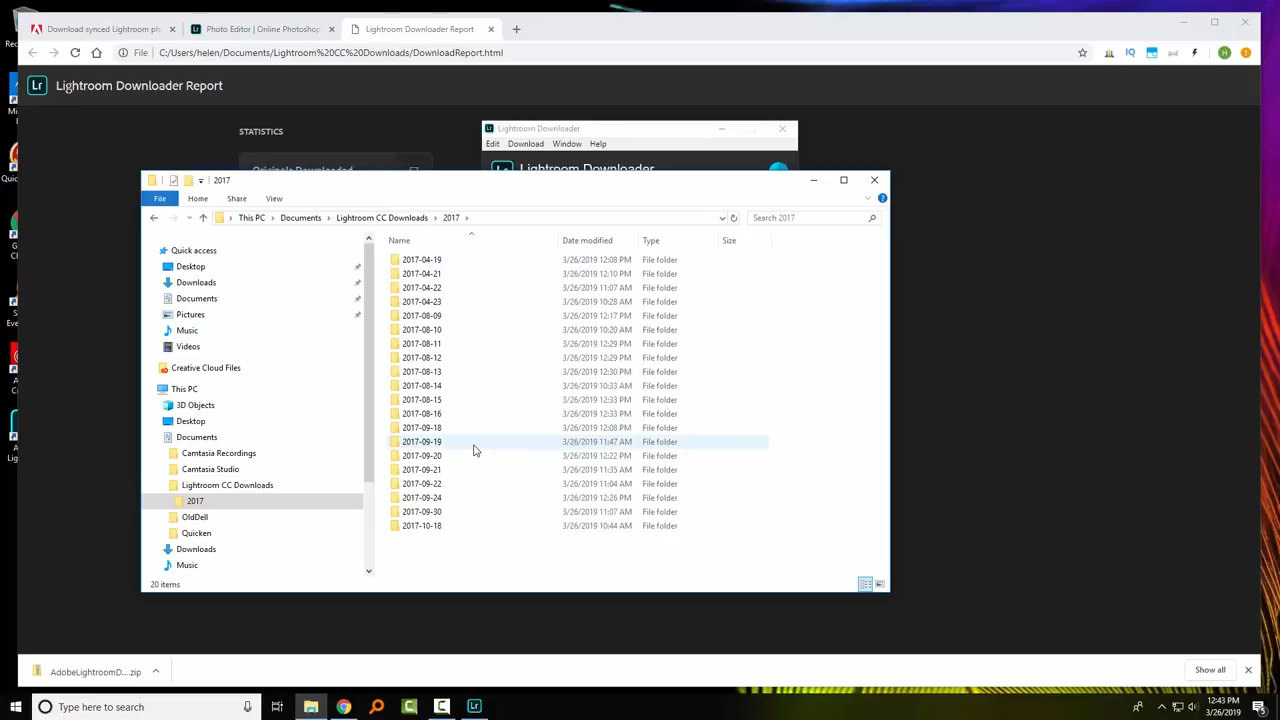 Download synced Lightroom ph
Photo Editor | Online Photoshop
Lightroom Downloader Report
File C:/Users/helen/Documents/Lightroom%20CC%20Downloads/DownloadReport.html
IQ
H
Lr Lightroom Downloader Report
STATISTICS
Originals Downloaded
Lightroom Downloader
Edit Download Window Help
Lightroom Downloader
2017
File Home Share View
This PC Documents Lightroom CC Downloads 2017 Search 2017
Name Date modified Type Size
Quick access
Desktop
Downloads
Documents
Pictures
Music
Videos
Creative Cloud Files
This PC
3D Objects
Desktop
Documents
Camtasia Recordings
Camtasia Studio
Lightroom CC Downloads
2017
OldDell
Quicken
Downloads
Music
2017-04-19 3/26/2019 12:08 PM File folder
2017-04-21 3/26/2019 12:10 PM File folder
2017-04-22 3/26/2019 11:07 AM File folder
2017-04-23 3/26/2019 10:28 AM File folder
2017-08-09 3/26/2019 12:17 PM File folder
2017-08-10 3/26/2019 10:20 AM File folder
2017-08-11 3/26/2019 12:29 PM File folder
2017-08-12 3/26/2019 12:29 PM File folder
2017-08-13 3/26/2019 12:30 PM File folder
2017-08-14 3/26/2019 10:33 AM File folder
2017-08-15 3/26/2019 12:33 PM File folder
2017-08-16 3/26/2019 12:33 PM File folder
2017-09-18 3/26/2019 12:08 PM File folder
2017-09-19 3/26/2019 11:47 AM File folder
2017-09-20 3/26/2019 12:22 PM File folder
2017-09-21 3/26/2019 11:35 AM File folder
2017-09-22 3/26/2019 11:04 AM File folder
2017-09-24 3/26/2019 12:26 PM File folder
2017-09-30 3/26/2019 11:07 AM File folder
2017-10-18 3/26/2019 10:44 AM File folder
20 items
AdobeLightroomD....zip
Show all
Type here to search
12:43 PM
3/26/2019